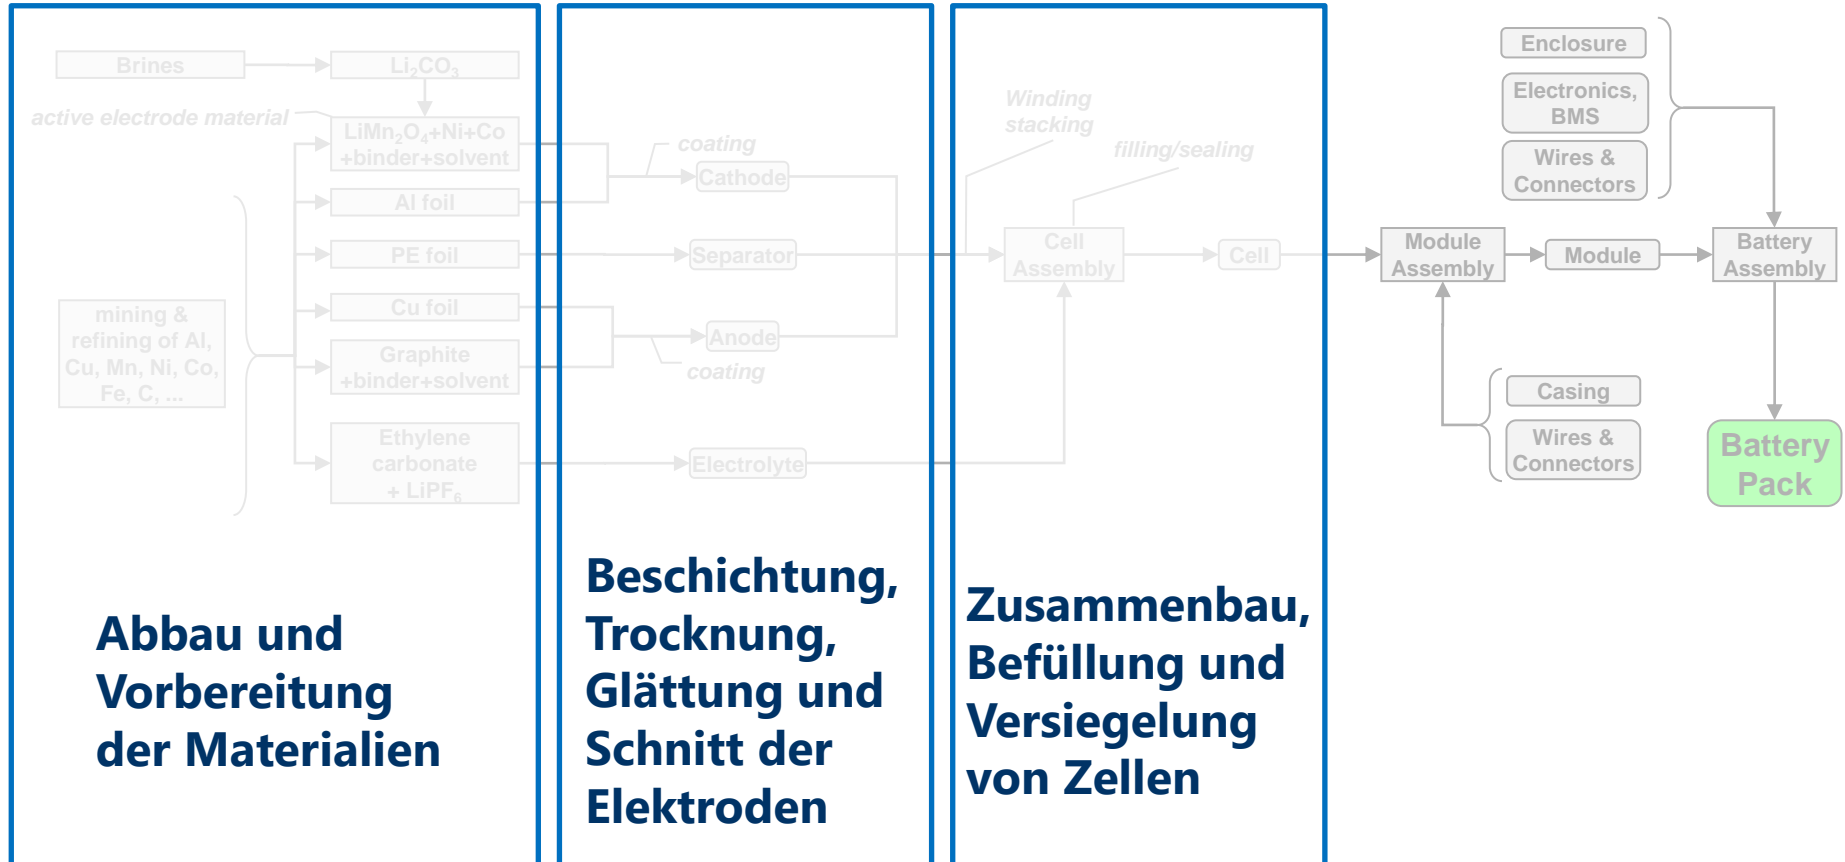 Brines
Li₂CO₃
active electrode material
LiMn₂O₄+Ni+Co
+binder+solvent
Al foil
PE foil
Cu foil
mining &
refining of Al,
Cu, Mn, Ni, Co,
Fe, C, ...
Graphite
+binder+solvent
Ethylene
carbonate
+ LiPF₆
Abbau und
Vorbereitung
der Materialien
coating
Cathode
Separator
Anode
coating
Electrolyte
Beschichtung,
Trocknung,
Glättung und
Schnitt der
Elektroden
Winding
stacking
filling/sealing
Cell
Assembly
Cell
Zusammenbau,
Befüllung und
Versiegelung
von Zellen
Enclosure
Electronics,
BMS
Wires &
Connectors
Module
Assembly
Module
Battery
Assembly
Casing
Wires &
Connectors
Battery
Pack